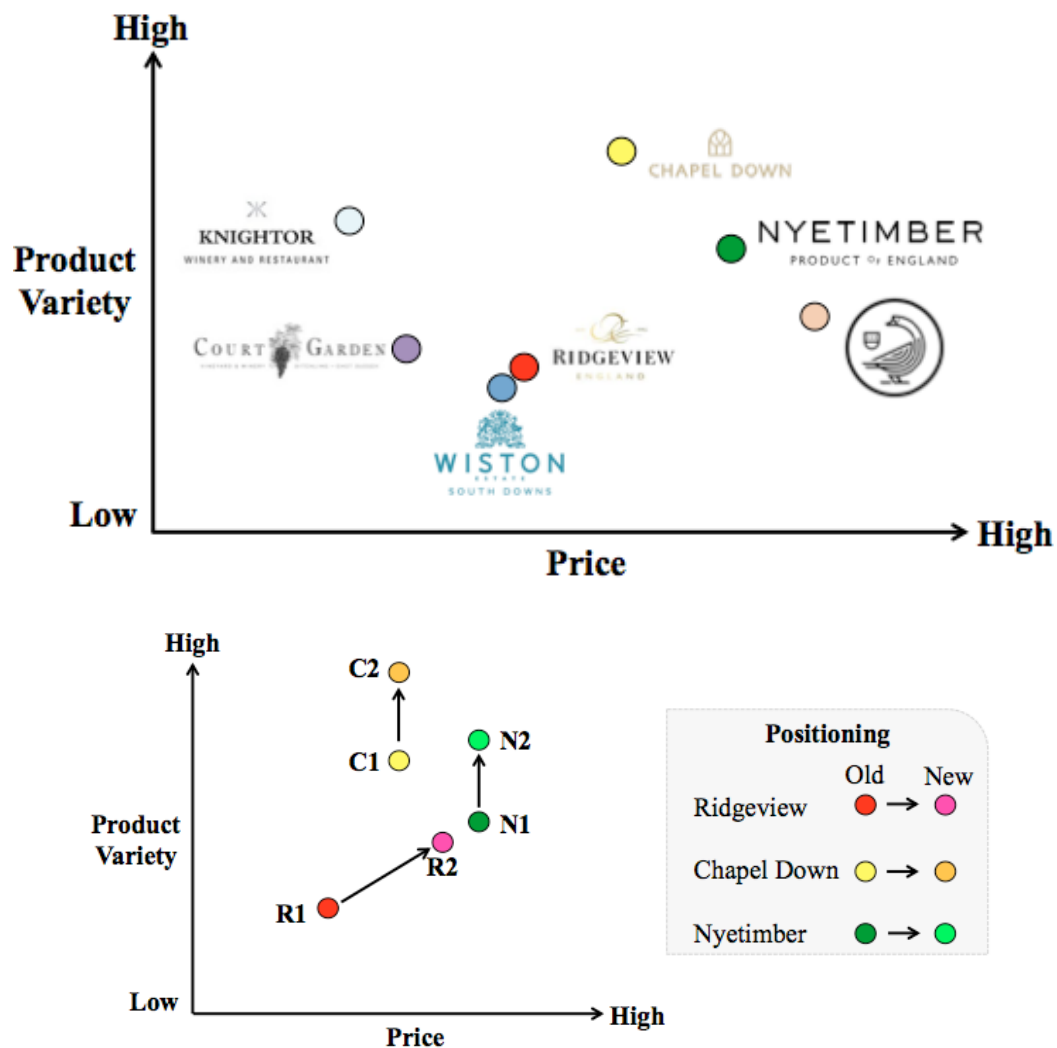 High
CHAPEL DOWN
KNIGHTOR
WINERY AND RESTAURANT
NYETIMBER
PRODUCT OF ENGLAND
Product
Variety
COURT GARDEN
RIDGEVIEW
ENGLAND
WISTON
ESTATE
SOUTH DOWNS
Low
High
Price
High
C2
N2
C1
N1
Product
Variety
R2
R1
Low
High
Price
Positioning
Old New
Ridgeview
Chapel Down
Nyetimber